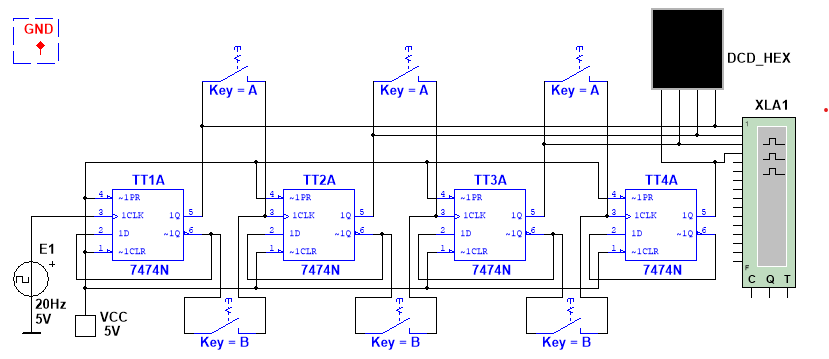 GND
DCD_HEX
Key = A
Key = A
Key = A
XLA1
1
TT1A
TT2A
TT3A
TT4A
4 ~1PR
3 1CLK 1Q 5
2 1D ~1Q 6
1 ~1CLR
7474N
4 ~1PR
3 1CLK 1Q 5
2 1D ~1Q 6
1 ~1CLR
7474N
4 ~1PR
3 1CLK 1Q 5
2 1D ~1Q 6
1 ~1CLR
7474N
4 ~1PR
3 1CLK 1Q 5
2 1D ~1Q 6
1 ~1CLR
7474N
E1
+
20Hz
5V
VCC
5V
F
C Q T
Key = B
Key = B
Key = B